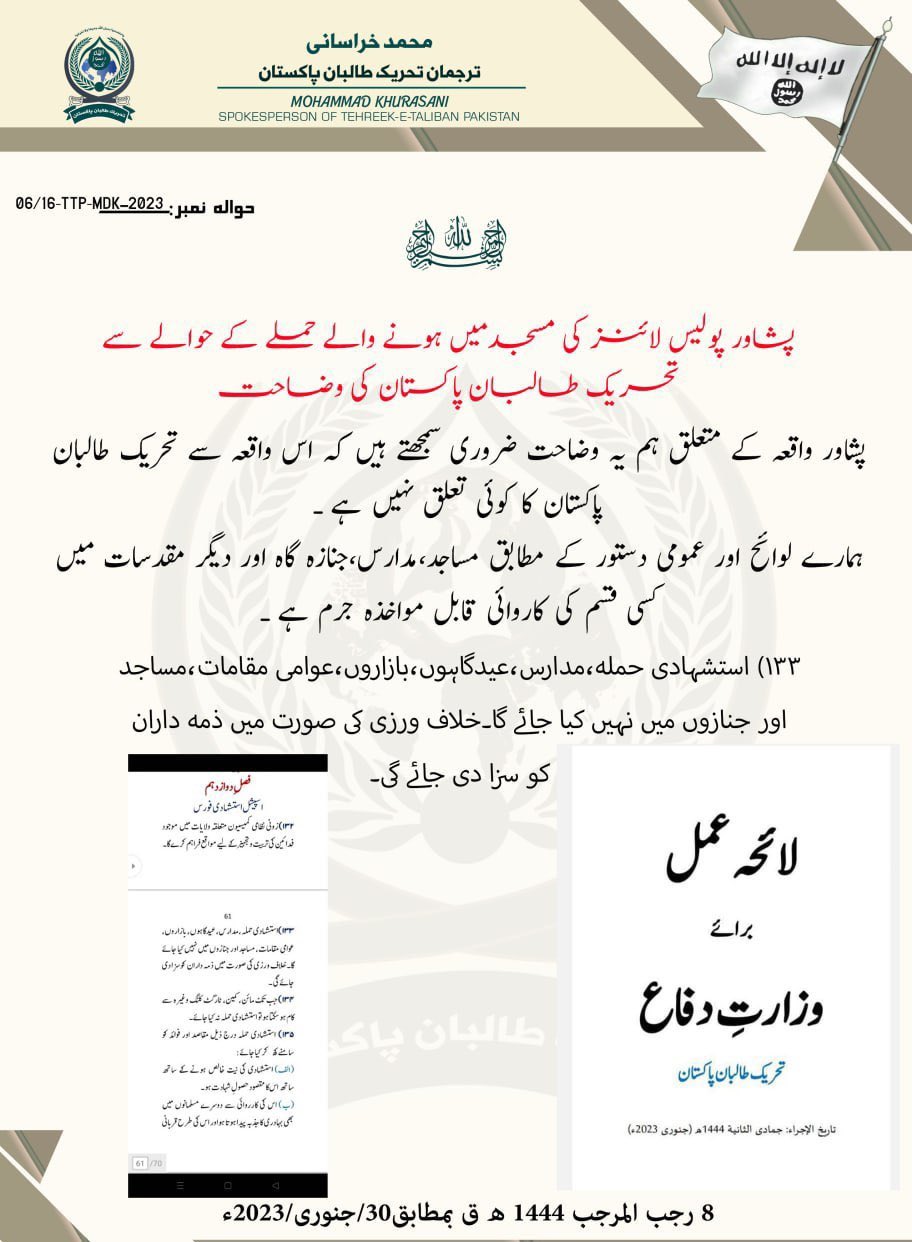 محمد خراسانی
ترجمان تحریک طالبان پاکستان
MOHAMMAD KHURASANI
SPOKESPERSON OF TEHREEK-E-TALIBAN PAKISTAN
لا إله إلا الله
الله
رسول
محمد
تحریک طالبان پاکستان
حوالہ نمبر: 06/16-TTP-MDK-2023
بسم الله الرحمن الرحیم
پشاور پولیس لائنز کی مسجد میں ہونے والے حملے کے حوالے سے
تحریک طالبان پاکستان کی وضاحت
پشاور واقعہ کے متعلق ہم یہ وضاحت ضروری سمجھتے ہیں کہ اس واقعہ سے تحریک طالبان
پاکستان کا کوئی تعلق نہیں ہے ۔
ہمارے لوائح اور عمومی دستور کے مطابق مساجد،مدارس،جنازہ گاہ اور دیگر مقدسات میں
کسی قسم کی کاروائی قابل مواخذہ جرم ہے ۔
۱۳۳) استشہادی حملہ،مدارس،عیدگاہوں،بازاروں،عوامی مقامات،مساجد
اور جنازوں میں نہیں کیا جائے گا۔خلاف ورزی کی صورت میں ذمہ داران
کو سزا دی جائے گی۔
فصل دوازدہم
اسپیشل استشہادی فورس
۱۳۲) زونی نظامی کمیسیون متعلقہ ولایات میں موجود
فدائین کی تربیت و تجہیز کے لیے مواقع فراہم کرے گا۔
61
۱۳۳) استشہادی حملہ، مدارس، عیدگاہوں، بازاروں،
عوامی مقامات، مساجد اور جنازوں میں نہیں کیا جائے
گا۔ خلاف ورزی کی صورت میں ذمہ داران کو سزا دی
جائے گی۔
۱۳۴) جب تک مائن، کمین، ٹارگٹ کلنگ وغیرہ سے
کام ہو سکتا ہو تو استشہادی حملہ نہ کیا جائے۔
۱۳۵) استشہادی حملہ درج ذیل مقاصد اور فوائد کو
سامنے رکھ کر کیا جائے:
(الف) استشہادی کی نیت خالص ہونے کے ساتھ
ساتھ اس کا مقصود حصولِ شہادت ہو۔
(ب) اس کی کارروائی سے دوسرے مسلمانوں میں
بھی بہادری کا جذبہ پیدا ہوتا ہو اور اس کی طرح قربانی
61 /70
لائحہ عمل
برائے
وزارتِ دفاع
تحریک طالبان پاکستان
تاریخ الإجراء: جمادی الثانیة 1444ھ (جنوری 2023ء)
طالبان پاک
8 رجب المرجب 1444 ھ ق بمطابق30/جنوری/2023ء